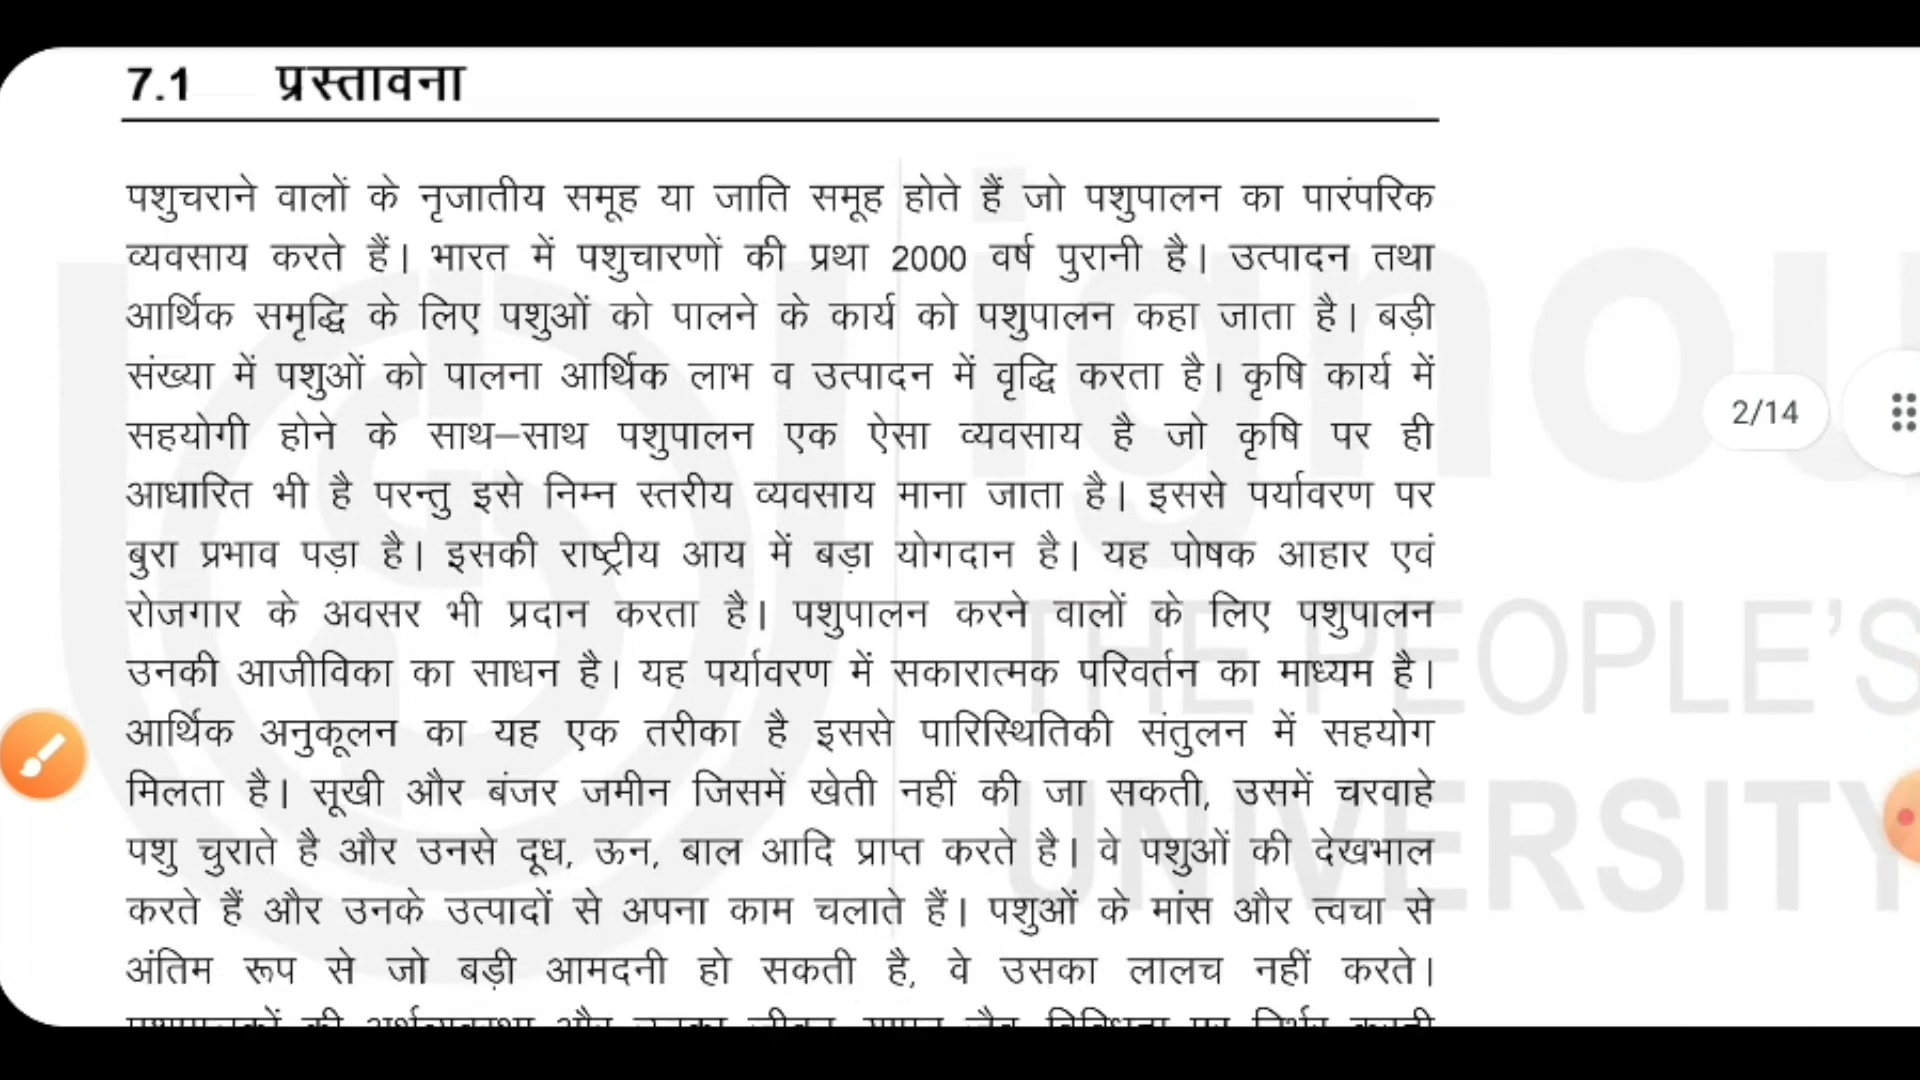 7.1 प्रस्तावना
पशुचराने वालों के नृजातीय समूह या जाति समूह होते हैं जो पशुपालन का पारंपरिक
व्यवसाय करते हैं। भारत में पशुचारणों की प्रथा 2000 वर्ष पुरानी है। उत्पादन तथा
आर्थिक समृद्धि के लिए पशुओं को पालने के कार्य को पशुपालन कहा जाता है। बड़ी
संख्या में पशुओं को पालना आर्थिक लाभ व उत्पादन में वृद्धि करता है। कृषि कार्य में
सहयोगी होने के साथ–साथ पशुपालन एक ऐसा व्यवसाय है जो कृषि पर ही
आधारित भी है परन्तु इसे निम्न स्तरीय व्यवसाय माना जाता है। इससे पर्यावरण पर
बुरा प्रभाव पड़ा है। इसकी राष्ट्रीय आय में बड़ा योगदान है। यह पोषक आहार एवं
रोजगार के अवसर भी प्रदान करता है। पशुपालन करने वालों के लिए पशुपालन
उनकी आजीविका का साधन है। यह पर्यावरण में सकारात्मक परिवर्तन का माध्यम है।
आर्थिक अनुकूलन का यह एक तरीका है इससे पारिस्थितिकी संतुलन में सहयोग
मिलता है। सूखी और बंजर जमीन जिसमें खेती नहीं की जा सकती, उसमें चरवाहे
पशु चुराते है और उनसे दूध, ऊन, बाल आदि प्राप्त करते है। वे पशुओं की देखभाल
करते हैं और उनके उत्पादों से अपना काम चलाते हैं। पशुओं के मांस और त्वचा से
अंतिम रूप से जो बड़ी आमदनी हो सकती है, वे उसका लालच नहीं करते।
2/14
ignou
THE PEOPLE'S
UNIVERSITY